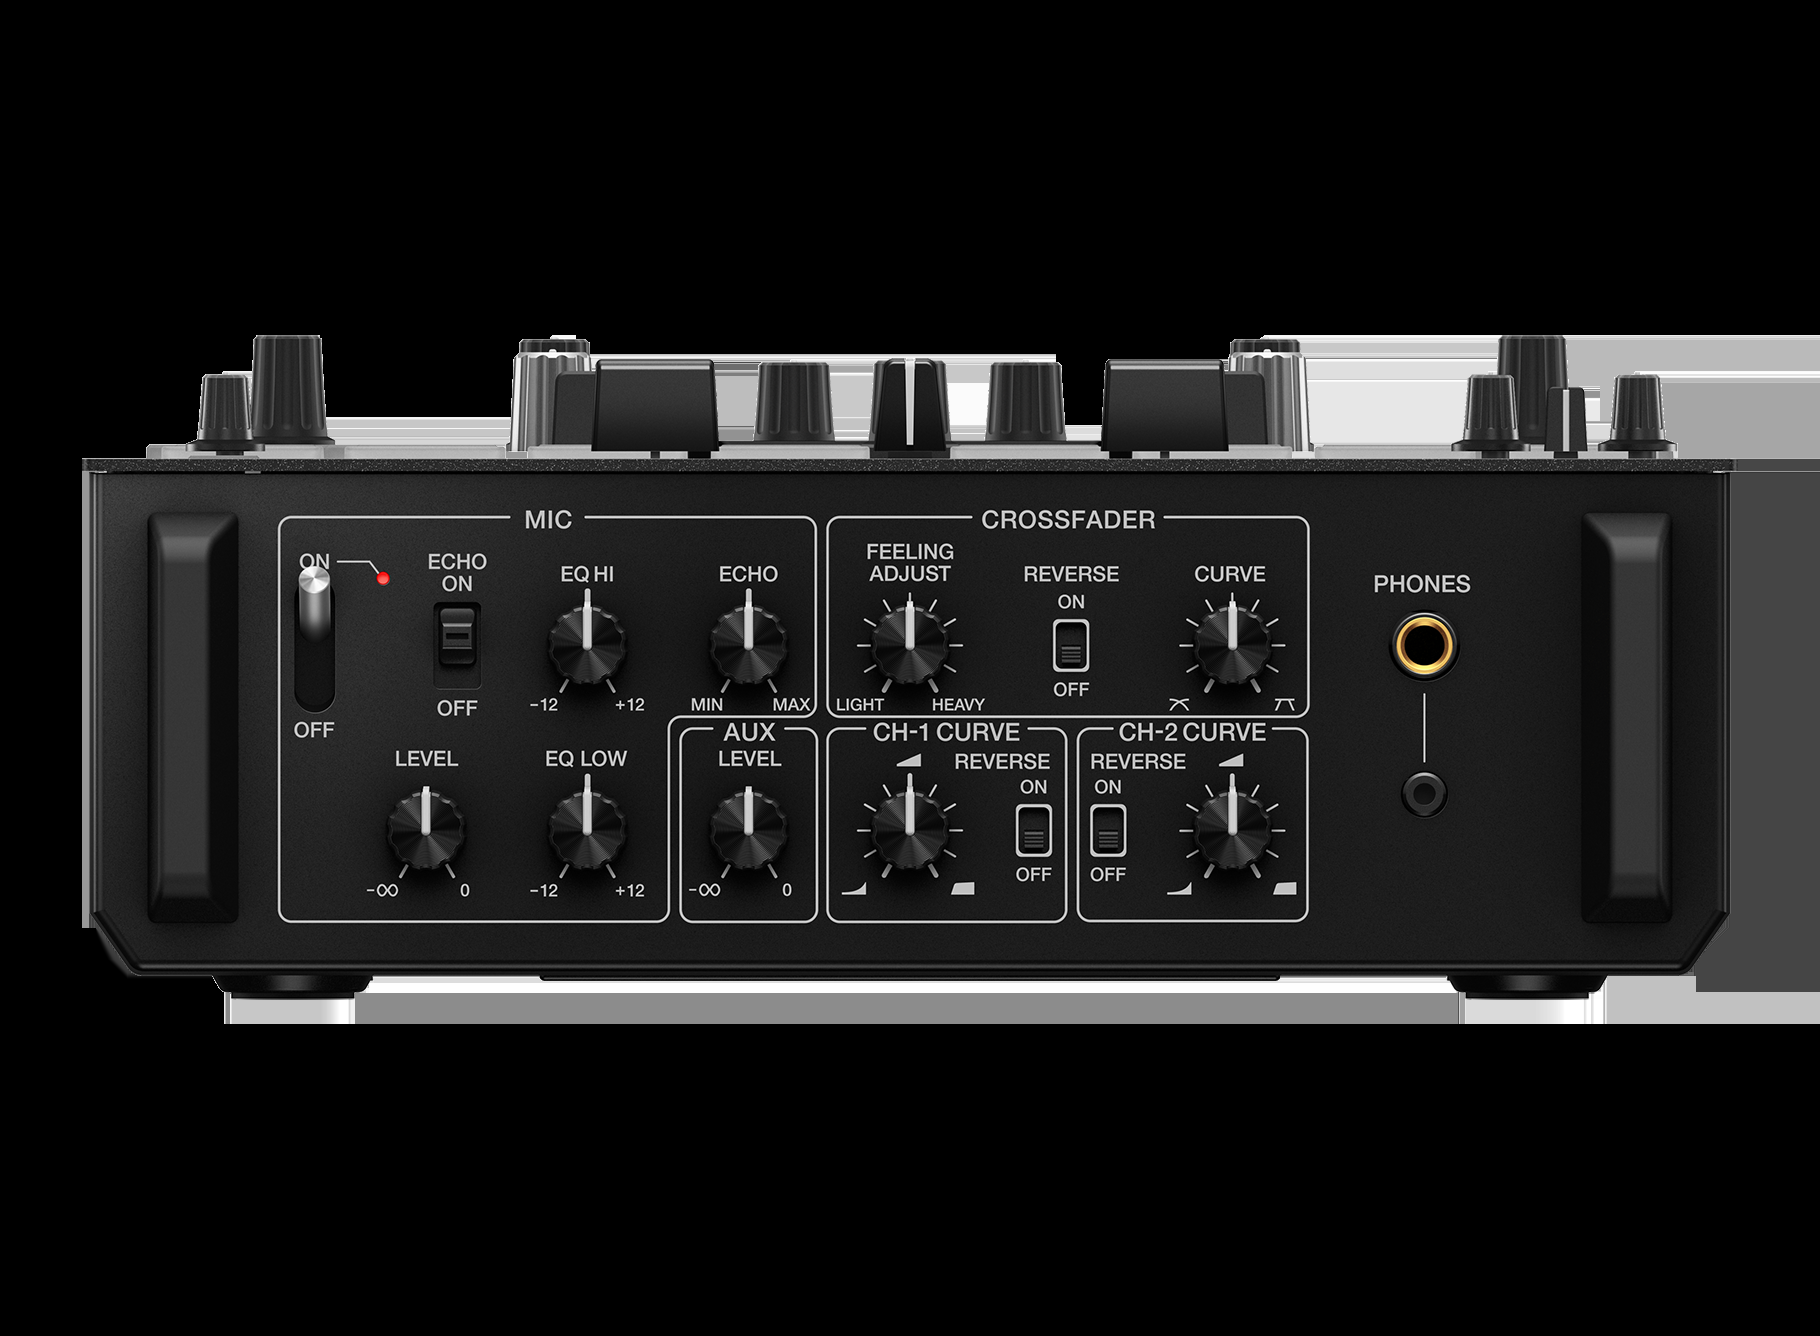 MIC
ON
OFF
ECHO
ON
OFF
EQ HI
-12 +12
ECHO
MIN MAX
LEVEL
-∞ 0
EQ LOW
-12 +12
AUX
LEVEL
-∞ 0
CROSSFADER
FEELING
ADJUST
LIGHT HEAVY
REVERSE
ON
OFF
CURVE
CH-1 CURVE
REVERSE
ON
OFF
CH-2 CURVE
REVERSE
ON
OFF
PHONES